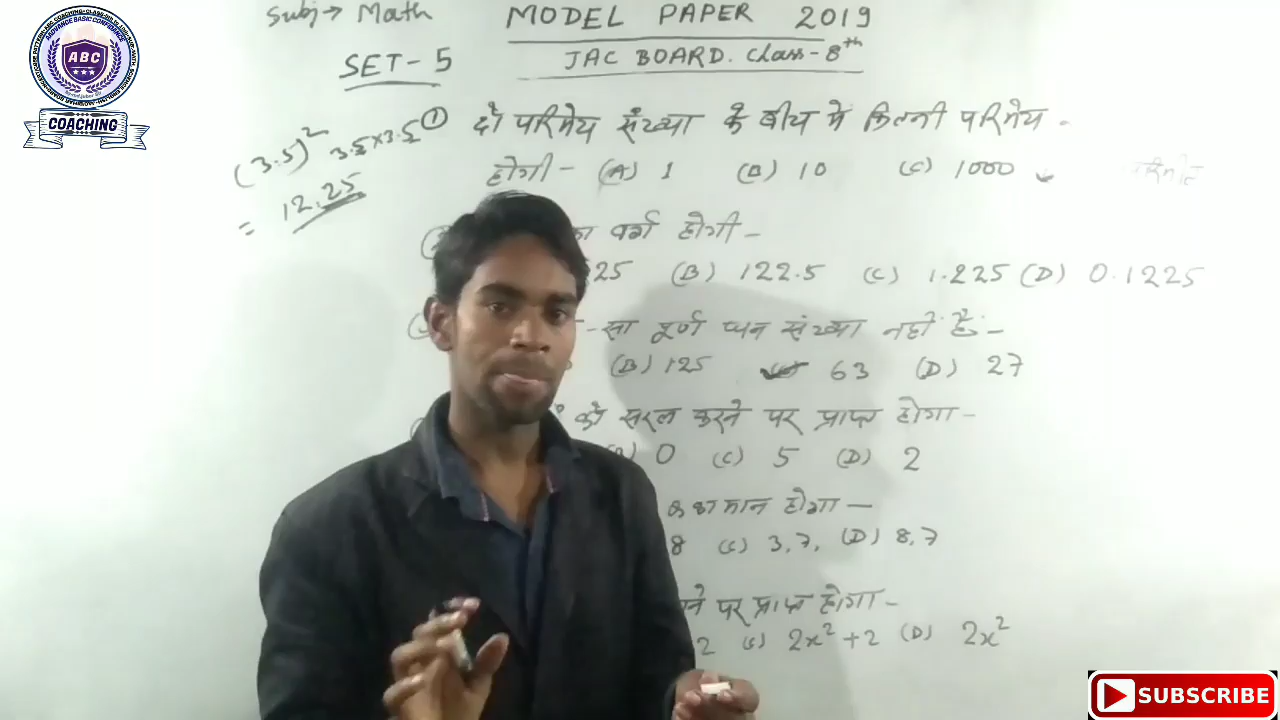 Subj → Math MODEL PAPER 2019
SET - 5 JAC BOARD. Class - 8th
ABC
COACHING
(3.5)² 3.5 x 3.5
= 12.25
① दो परिमेय संख्या के बीच में कितनी परिमेय -
होगी - (A) 1 (B) 10 (C) 1000
का वर्ग होगी -
25 (B) 122.5 (C) 1.225 (D) 0.1225
- सा पूर्ण घन संख्या नहीं है: -
(B) 125 63 (D) 27
को सरल करने पर प्राप्त होगा -
0 (C) 5 (D) 2
का मान होगा -
8 (C) 3,7, (D) 8,7
पर प्राप्त होगा -
2 (C) 2x² + 2 (D) 2x²
SUBSCRIBE